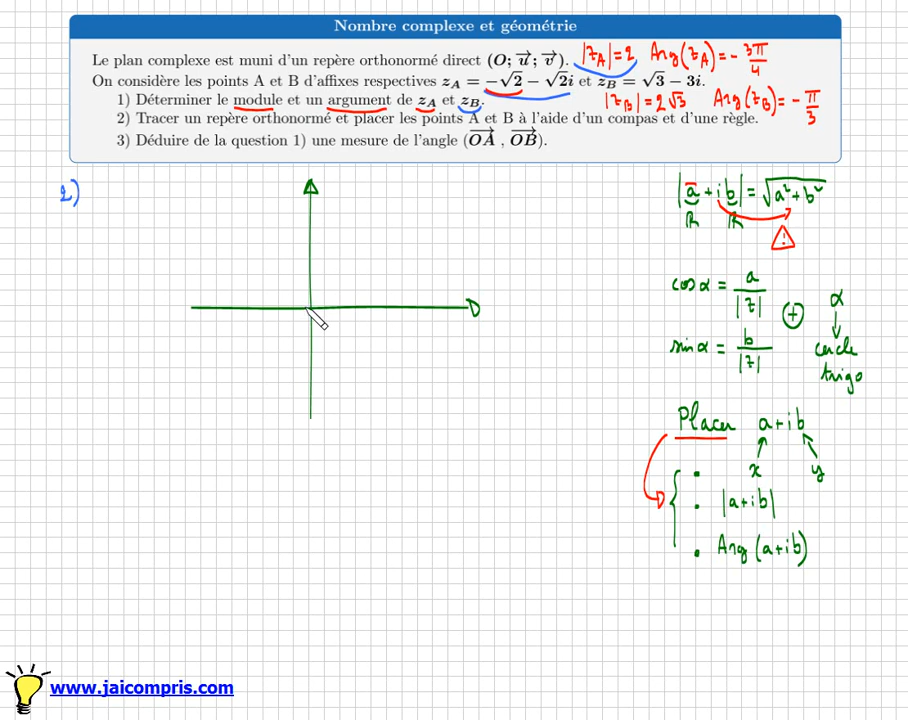 Nombre complexe et géométrie
Le plan complexe est muni d'un repère orthonormé direct (O; u; v). |z_A| = 2 Arg(z_A) = -3π/4
On considère les points A et B d'affixes respectives z_A = -√2 - √2i et z_B = √3 - 3i.
1) Déterminer le module et un argument de z_A et z_B. |z_B| = 2√3 Arg(z_B) = -π/3
2) Tracer un repère orthonormé et placer les points A et B à l'aide d'un compas et d'une règle.
3) Déduire de la question 1) une mesure de l'angle (OA, OB).
2)
|a + ib| = √a² + b²
ℝ ℝ
!
cos α = a/|z|
+
α
sin α = b/|z|
cercle
trigo
Placer a + ib
x y
• |a + ib|
• Arg(a + ib)
www.jaicompris.com